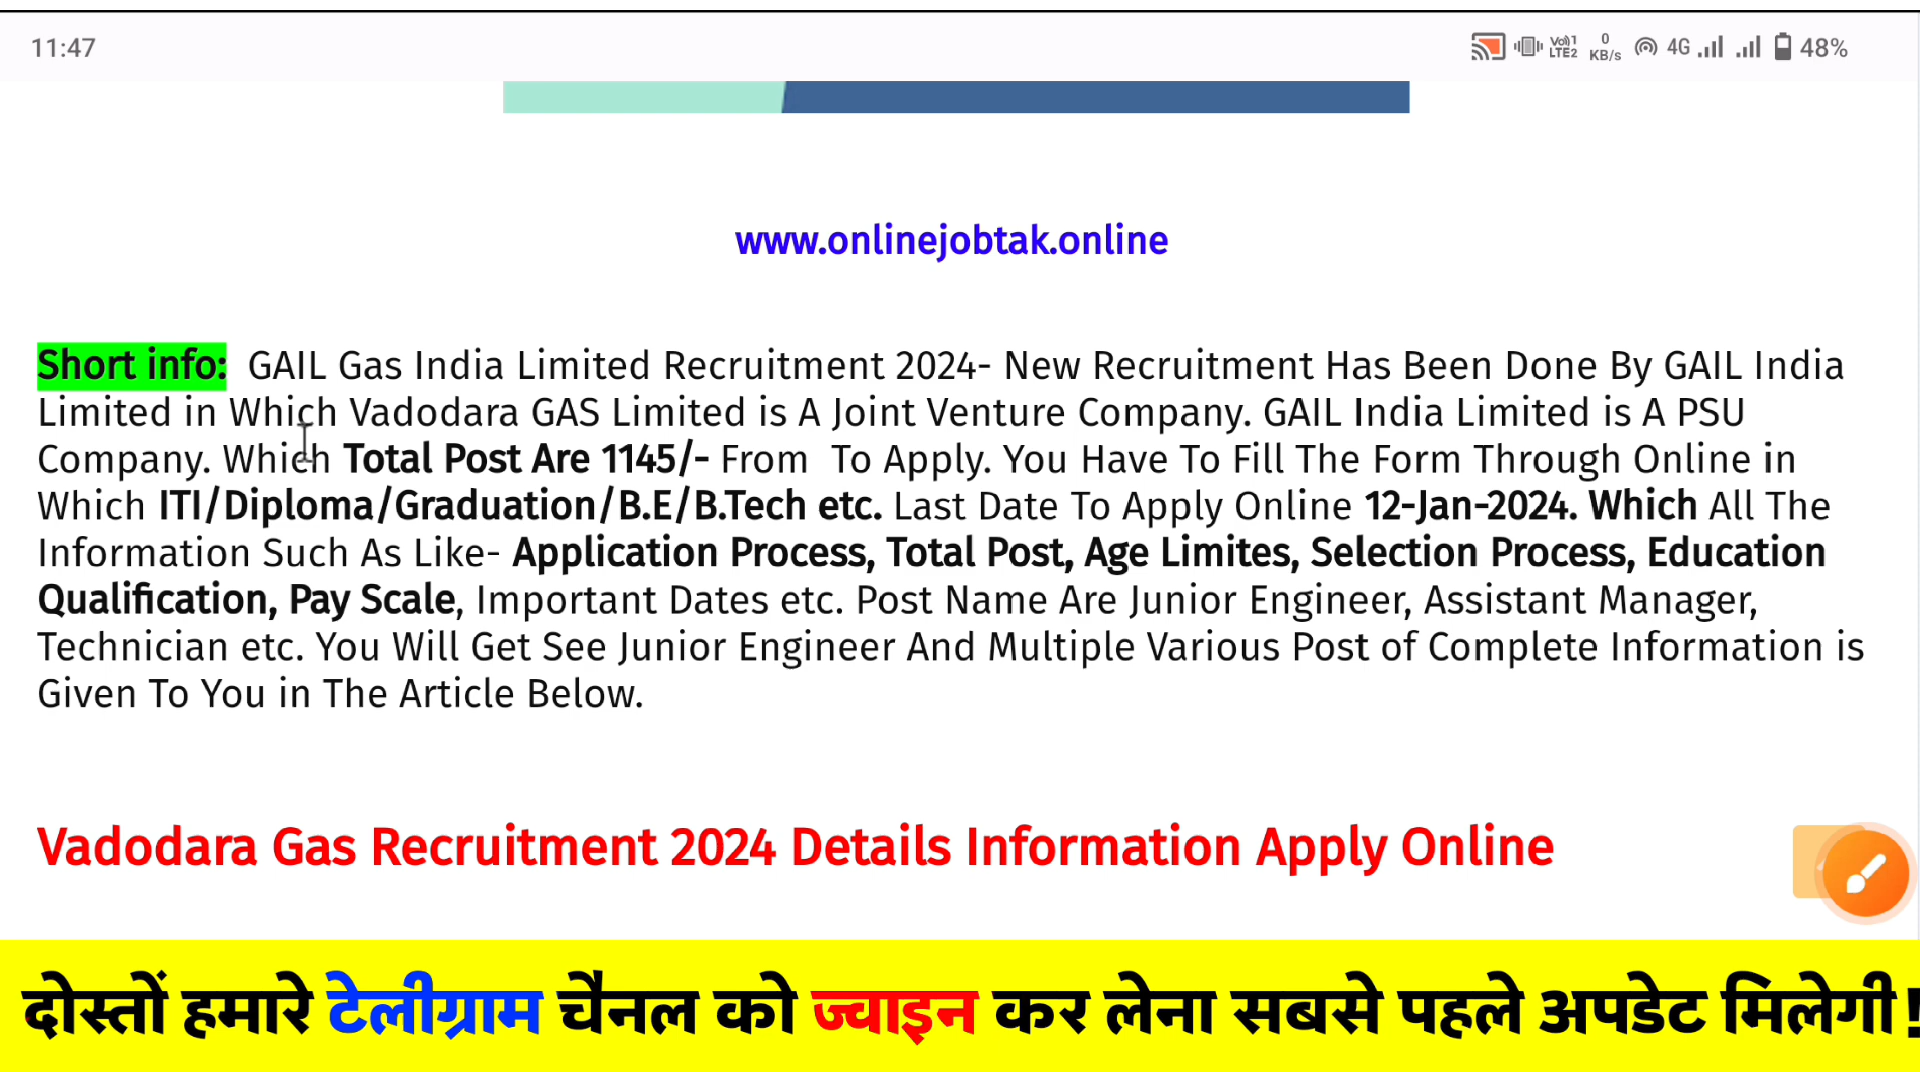 11:47
Vo)) 1 LTE2 0 KB/s 4G 48%
www.onlinejobtak.online
Short info: GAIL Gas India Limited Recruitment 2024- New Recruitment Has Been Done By GAIL India
Limited in Which Vadodara GAS Limited is A Joint Venture Company. GAIL India Limited is A PSU
Company. Which Total Post Are 1145/- From To Apply. You Have To Fill The Form Through Online in
Which ITI/Diploma/Graduation/B.E/B.Tech etc. Last Date To Apply Online 12-Jan-2024. Which All The
Information Such As Like- Application Process, Total Post, Age Limites, Selection Process, Education
Qualification, Pay Scale, Important Dates etc. Post Name Are Junior Engineer, Assistant Manager,
Technician etc. You Will Get See Junior Engineer And Multiple Various Post of Complete Information is
Given To You in The Article Below.
Vadodara Gas Recruitment 2024 Details Information Apply Online
दोस्तों हमारे टेलीग्राम चैनल को ज्वाइन कर लेना सबसे पहले अपडेट मिलेगी!